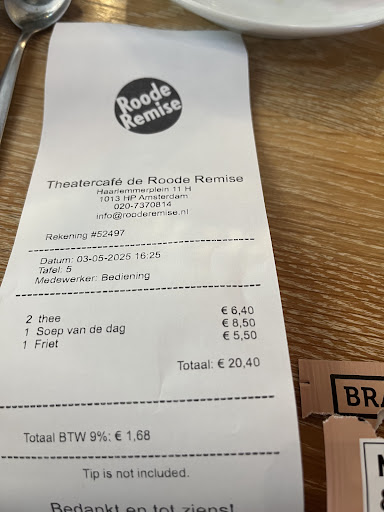 Roode
Remise
Theatercafé de Roode Remise
Haarlemmerplein 11 H
1013 HP Amsterdam
020-7370814
info@rooderemise.nl
Rekening #52497
Datum: 03-05-2025 16:25
Tafel: 5
Medewerker: Bediening
2 thee € 6,40
1 Soep van de dag € 8,50
1 Friet € 5,50
Totaal: € 20,40
Totaal BTW 9%: € 1,68
Tip is not included.
Bedankt en tot ziens!